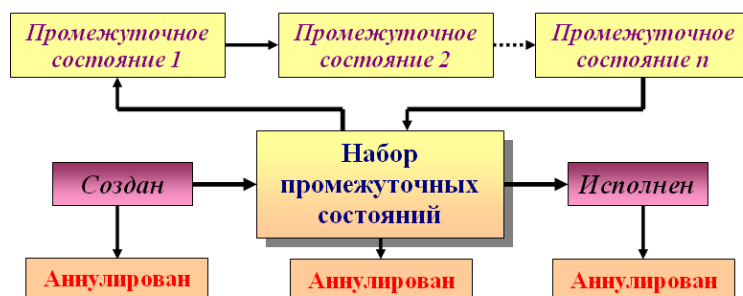 Промежуточное
состояние 1
Промежуточное
состояние 2
Промежуточное
состояние n
Набор
промежуточных
состояний
Создан
Исполнен
Аннулирован
Аннулирован
Аннулирован